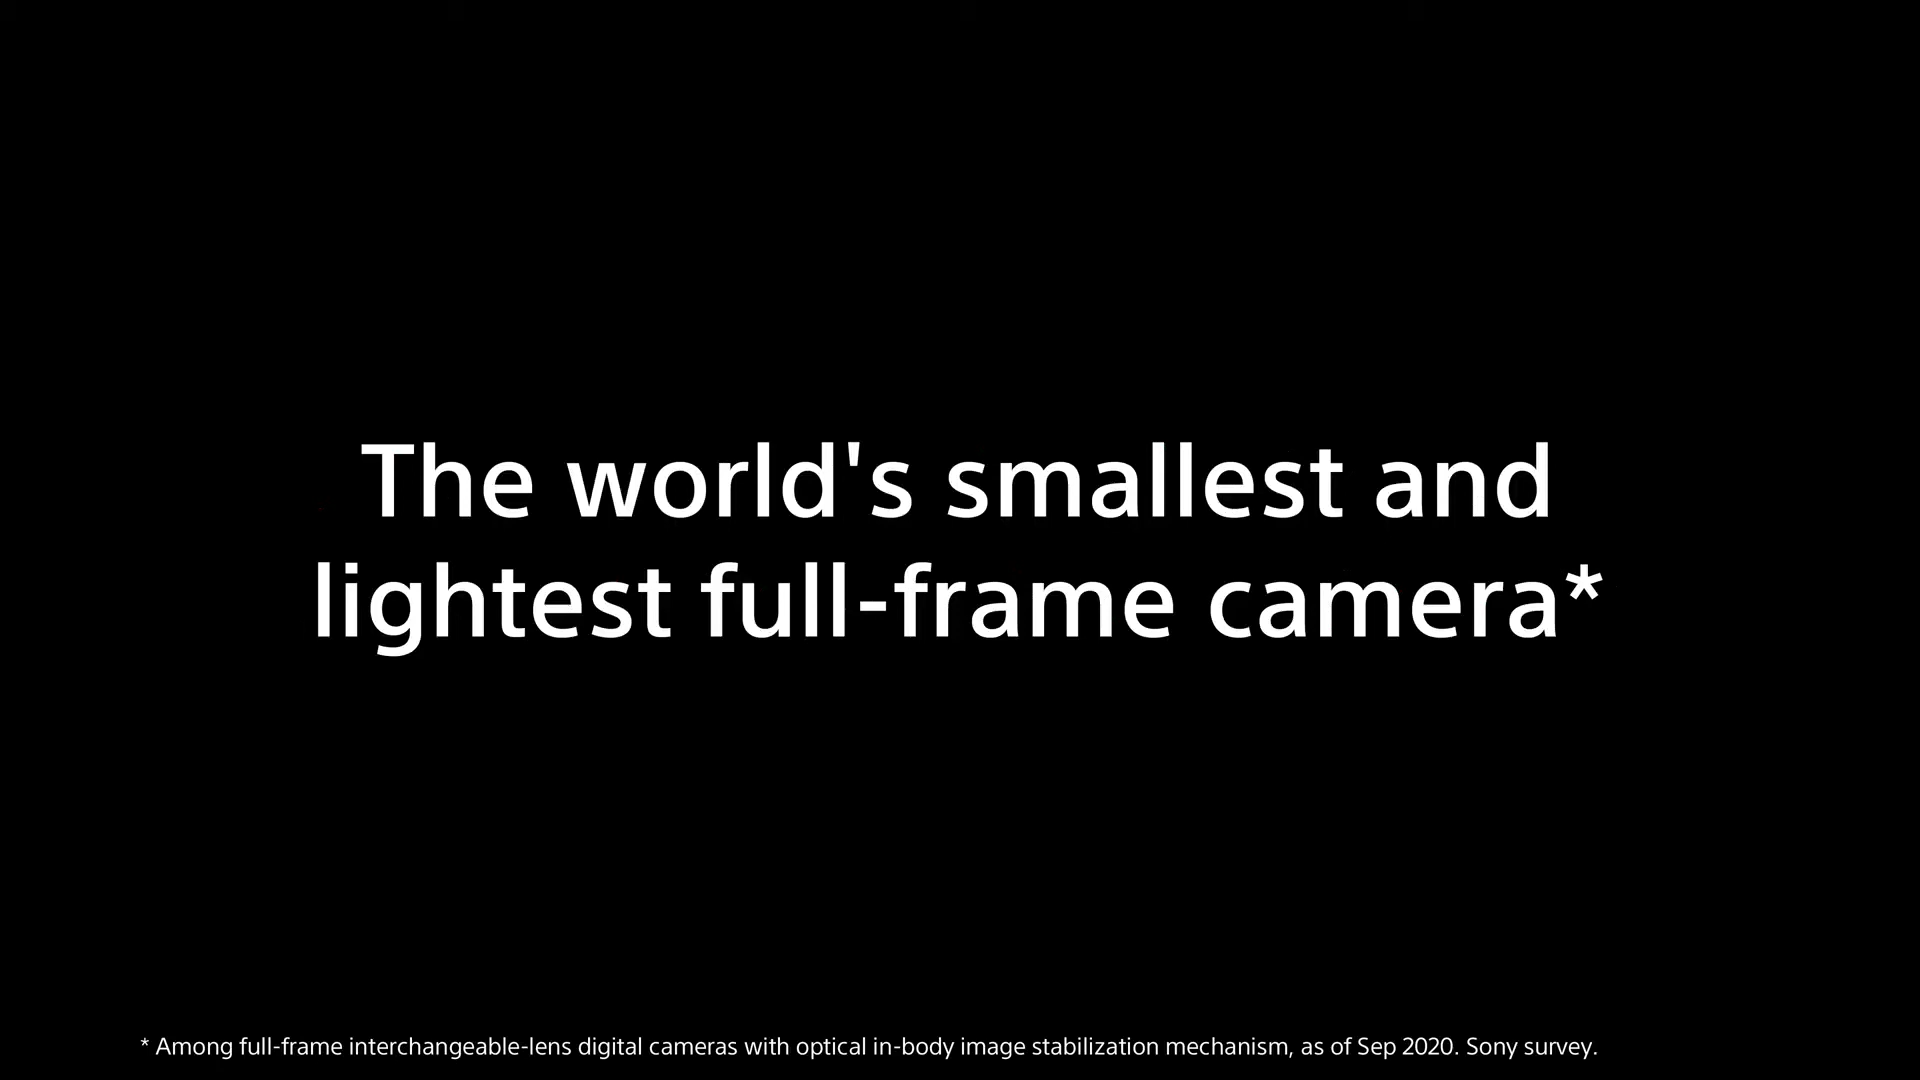 The world's smallest and
lightest full-frame camera*
* Among full-frame interchangeable-lens digital cameras with optical in-body image stabilization mechanism, as of Sep 2020. Sony survey.